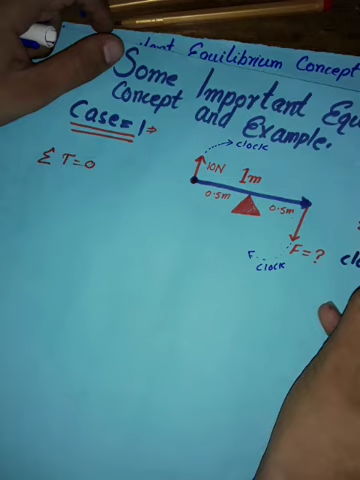 Equilibrium Concept
Some Important Equ
Concept and Example.
Case=1⇒
clock
Σ T=0
10N
1m
0.5m
0.5m
F=?
F
clock